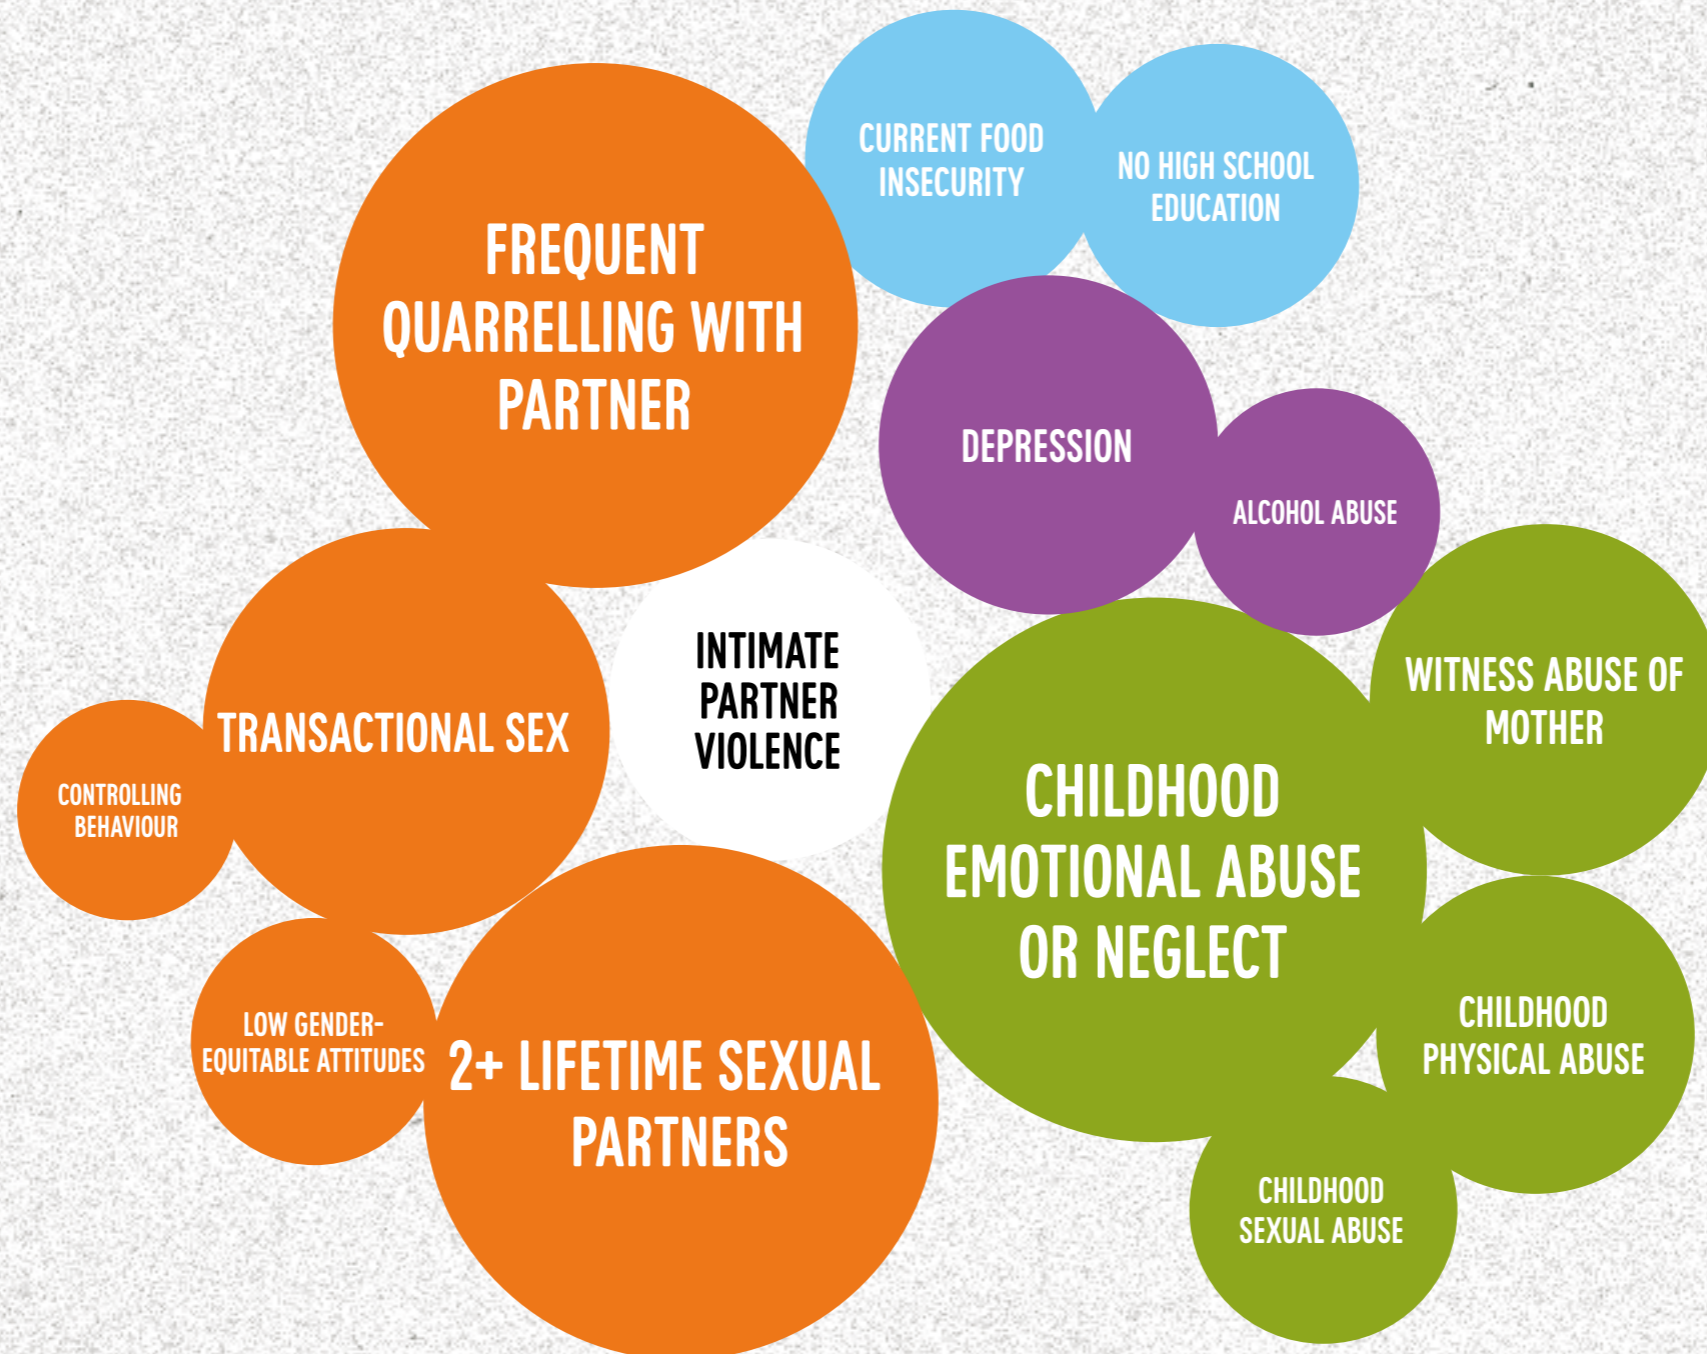 CURRENT FOOD
INSECURITY
NO HIGH SCHOOL
EDUCATION
FREQUENT
QUARRELLING WITH
PARTNER
DEPRESSION
ALCOHOL ABUSE
INTIMATE
PARTNER
VIOLENCE
WITNESS ABUSE OF
MOTHER
TRANSACTIONAL SEX
CONTROLLING
BEHAVIOUR
CHILDHOOD
EMOTIONAL ABUSE
OR NEGLECT
LOW GENDER-
EQUITABLE ATTITUDES
2+ LIFETIME SEXUAL
PARTNERS
CHILDHOOD
PHYSICAL ABUSE
CHILDHOOD
SEXUAL ABUSE